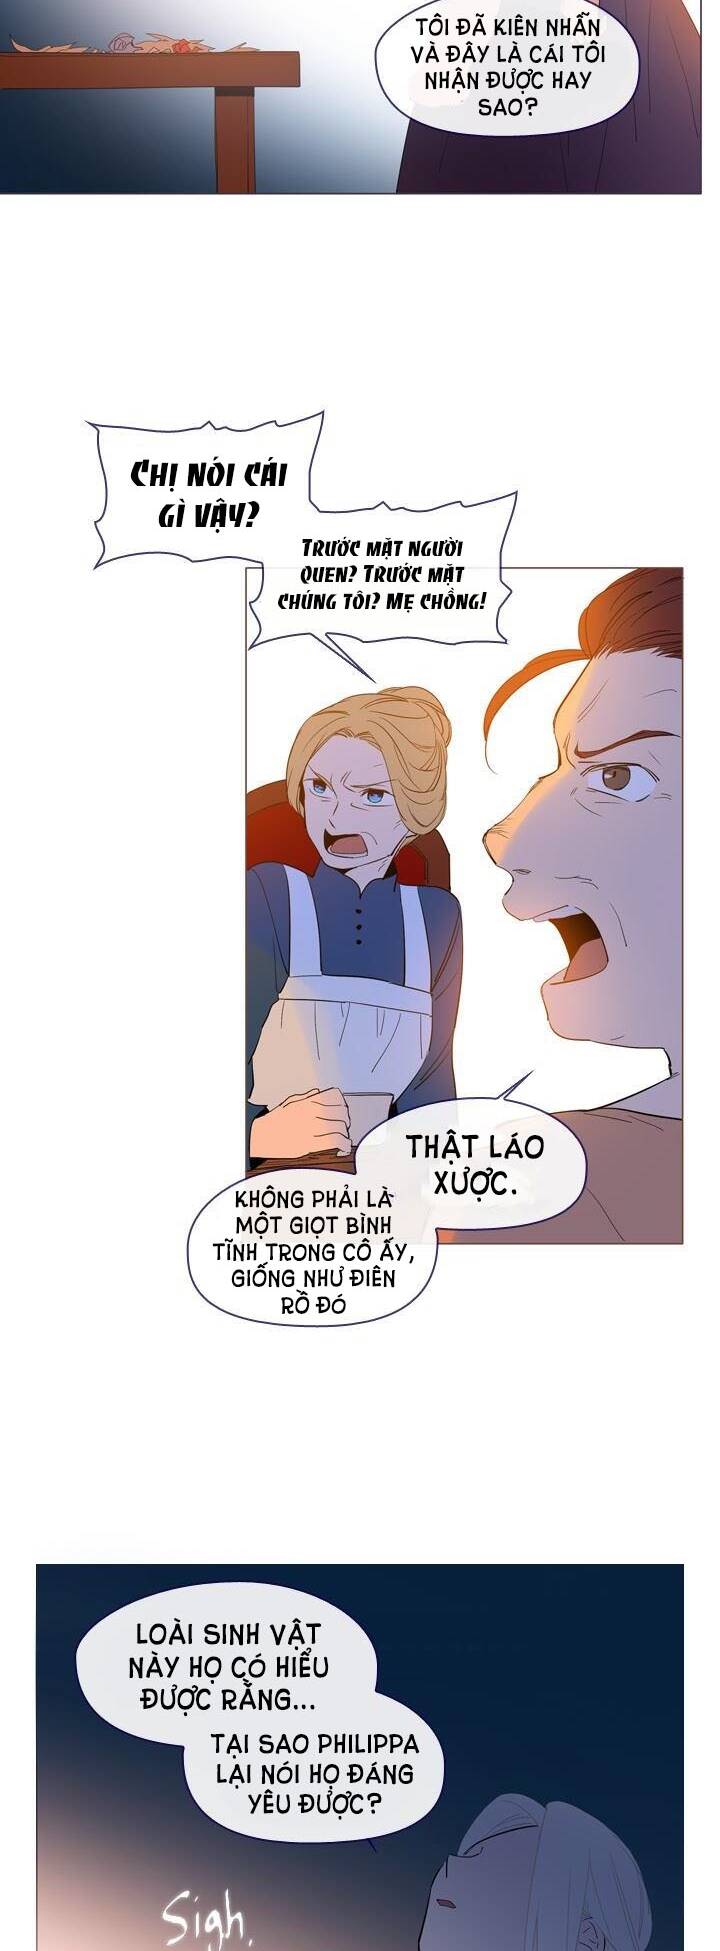 TÔI ĐÃ KIÊN NHẪN
VÀ ĐÂY LÀ CÁI TÔI
NHẬN ĐƯỢC HAY
SAO?
CHỊ NÓI CÁI
GÌ VẬY?
TRƯỚC MẶT NGƯỜI
QUEN? TRƯỚC MẶT
CHÚNG TÔI? MẸ CHỒNG!
THẬT LÁO
XƯỢC.
KHÔNG PHẢI LÀ
MỘT GIỌT BÌNH
TĨNH TRONG CÔ ẤY,
GIỐNG NHƯ ĐIÊN
RỒ ĐÓ
LOÀI SINH VẬT
NÀY HỌ CÓ HIỂU
ĐƯỢC RẰNG...
TẠI SAO PHILIPPA
LẠI NÓI HỌ ĐÁNG
YÊU ĐƯỢC?
Sigh.